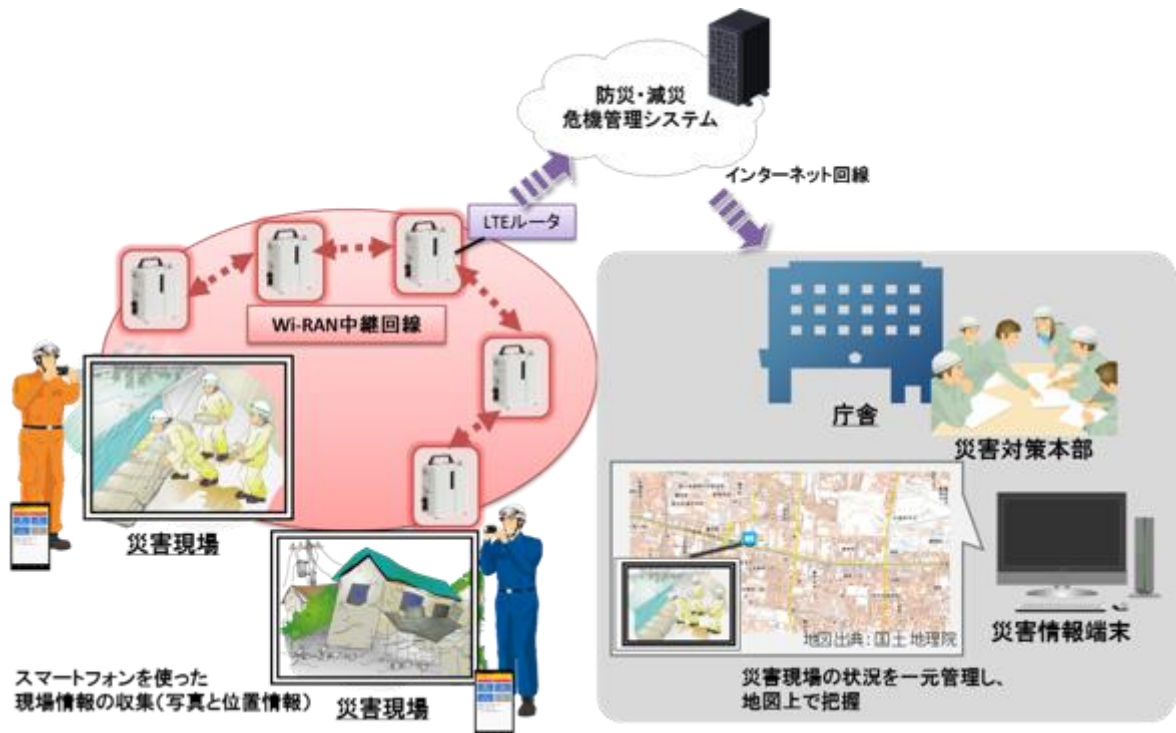 防災・減災
危機管理システム
インターネット回線
LTEルータ
Wi-RAN中継回線
庁舎
災害対策本部
災害現場
地図出典：国土地理院
災害情報端末
スマートフォンを使った
現場情報の収集（写真と位置情報）
災害現場
災害現場の状況を一元管理し、
地図上で把握